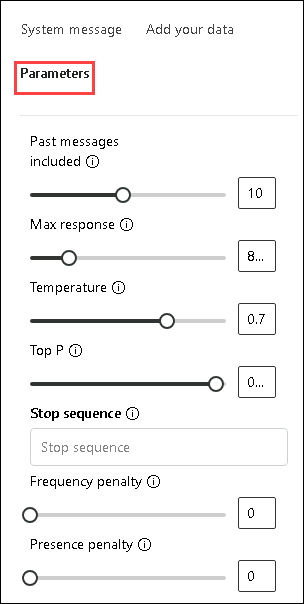 System message Add your data
Parameters
Past messages
included
10
Max response
8...
Temperature
0.7
Top P
0...
Stop sequence
Stop sequence
Frequency penalty
0
Presence penalty
0